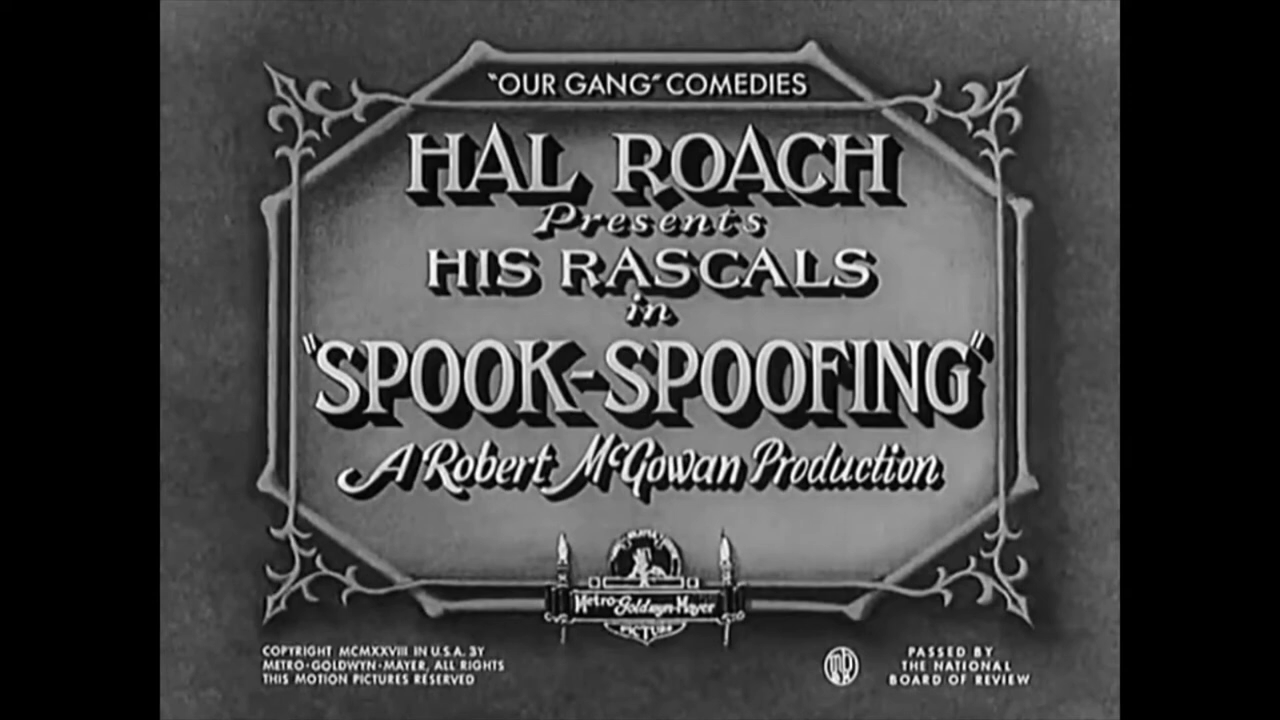 "OUR GANG" COMEDIES
HAL ROACH
Presents
HIS RASCALS
in
"SPOOK-SPOOFING"
A Robert McGowan Production
Metro-Goldwyn-Mayer
PICTURE
COPYRIGHT MCMXXVIII IN U.S.A. BY
METRO-GOLDWYN-MAYER, ALL RIGHTS
THIS MOTION PICTURES RESERVED
PASSED BY
THE NATIONAL
BOARD OF REVIEW